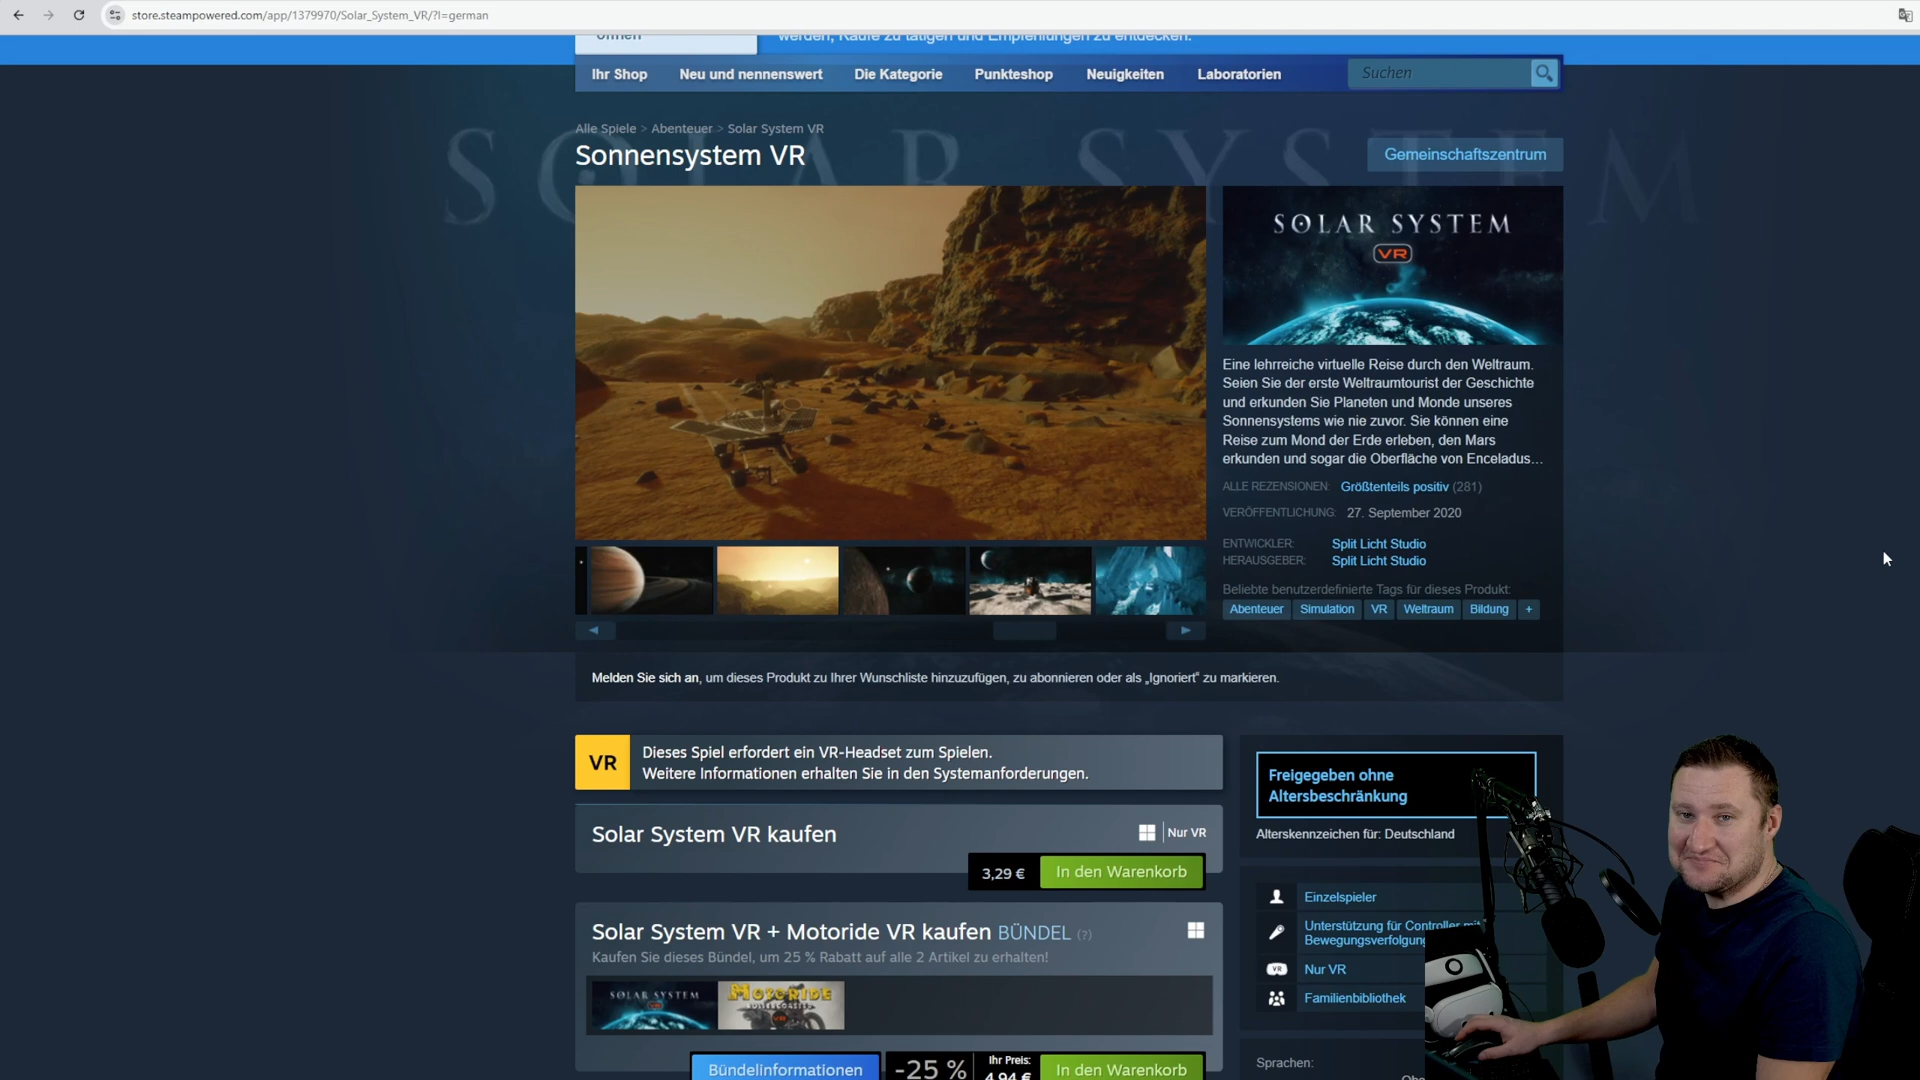 store.steampowered.com/app/1379970/Solar_System_VR/?l=german
werden, Käufe zu tätigen und Empfehlungen zu entdecken.
Ihr Shop Neu und nennenswert Die Kategorie Punkteshop Neuigkeiten Laboratorien Suchen
SOLAR SYSTEM
Alle Spiele > Abenteuer > Solar System VR
Sonnensystem VR
Gemeinschaftszentrum
SOLAR SYSTEM
VR
Eine lehrreiche virtuelle Reise durch den Weltraum.
Seien Sie der erste Weltraumtourist der Geschichte
und erkunden Sie Planeten und Monde unseres
Sonnensystems wie nie zuvor. Sie können eine
Reise zum Mond der Erde erleben, den Mars
erkunden und sogar die Oberfläche von Enceladus...
ALLE REZENSIONEN: Größtenteils positiv (281)
VERÖFFENTLICHUNG: 27. September 2020
ENTWICKLER: Split Licht Studio
HERAUSGEBER: Split Licht Studio
Beliebte benutzerdefinierte Tags für dieses Produkt:
Abenteuer Simulation VR Weltraum Bildung +
Melden Sie sich an, um dieses Produkt zu Ihrer Wunschliste hinzuzufügen, zu abonnieren oder als „Ignoriert“ zu markieren.
VR
Dieses Spiel erfordert ein VR-Headset zum Spielen.
Weitere Informationen erhalten Sie in den Systemanforderungen.
Solar System VR kaufen
Nur VR
3,29 € In den Warenkorb
Solar System VR + Motoride VR kaufen BÜNDEL (?)
Kaufen Sie dieses Bündel, um 25 % Rabatt auf alle 2 Artikel zu erhalten!
SOLAR SYSTEM
MOTORIDE
Bündelinformationen -25 % Ihr Preis:
4,94 € In den Warenkorb
Freigegeben ohne
Altersbeschränkung
Alterskennzeichen für: Deutschland
Einzelspieler
Unterstützung für Controller mit
Bewegungsverfolgung
VR Nur VR
Familienbibliothek
Sprachen: